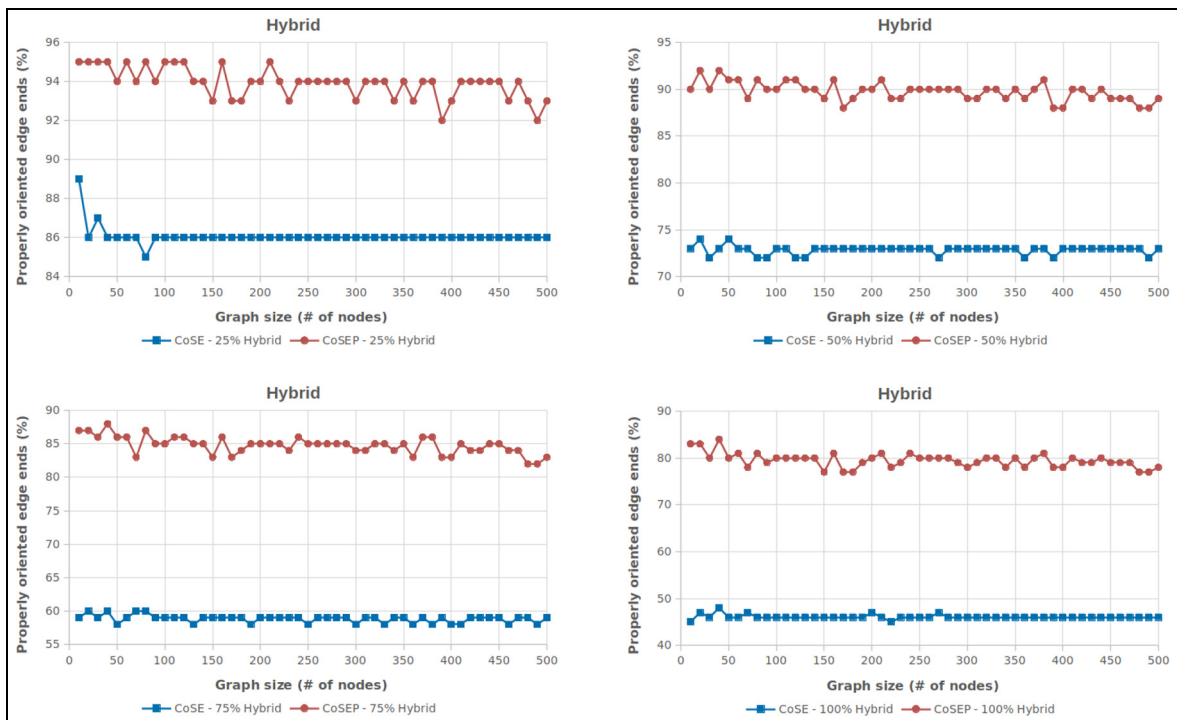 Hybrid
Properly oriented edge ends (%)
96
94
92
90
88
86
84
0 50 100 150 200 250 300 350 400 450 500
Graph size (# of nodes)
CoSE - 25% Hybrid CoSEP - 25% Hybrid
Hybrid
Properly oriented edge ends (%)
95
90
85
80
75
70
0 50 100 150 200 250 300 350 400 450 500
Graph size (# of nodes)
CoSE - 50% Hybrid CoSEP - 50% Hybrid
Hybrid
Properly oriented edge ends (%)
90
85
80
75
70
65
60
55
0 50 100 150 200 250 300 350 400 450 500
Graph size (# of nodes)
CoSE - 75% Hybrid CoSEP - 75% Hybrid
Hybrid
Properly oriented edge ends (%)
90
80
70
60
50
40
0 50 100 150 200 250 300 350 400 450 500
Graph size (# of nodes)
CoSE - 100% Hybrid CoSEP - 100% Hybrid